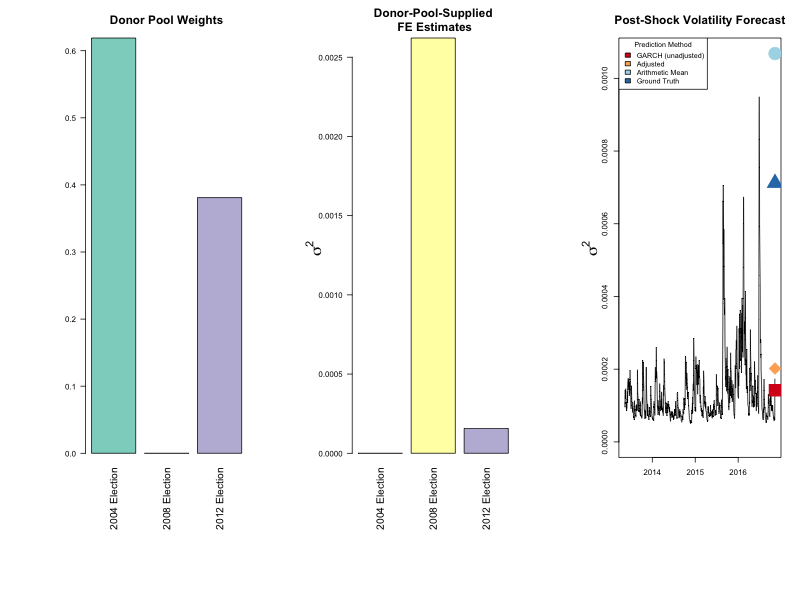 Donor Pool Weights
0.6
0.5
0.4
0.3
0.2
0.1
0.0
2004 Election
2008 Election
2012 Election
Donor-Pool-Supplied
FE Estimates
σ²
0.0025
0.0020
0.0015
0.0010
0.0005
0.0000
2004 Election
2008 Election
2012 Election
Post-Shock Volatility Forecast
Prediction Method
GARCH (unadjusted)
Adjusted
Arithmetic Mean
Ground Truth
σ²
0.0010
0.0008
0.0006
0.0004
0.0002
0.0000
2014
2015
2016